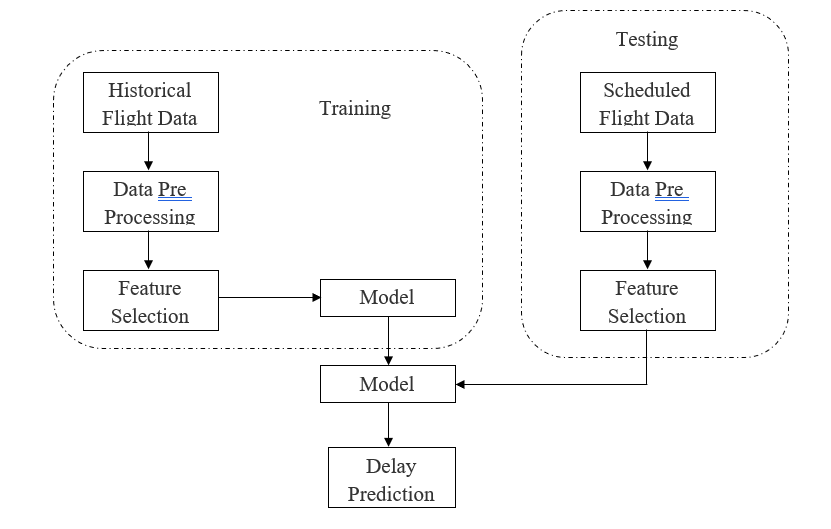 Testing
Historical
Flight Data
Training
Scheduled
Flight Data
Data Pre
Processing
Data Pre
Processing
Feature
Selection
Model
Feature
Selection
Model
Delay
Prediction